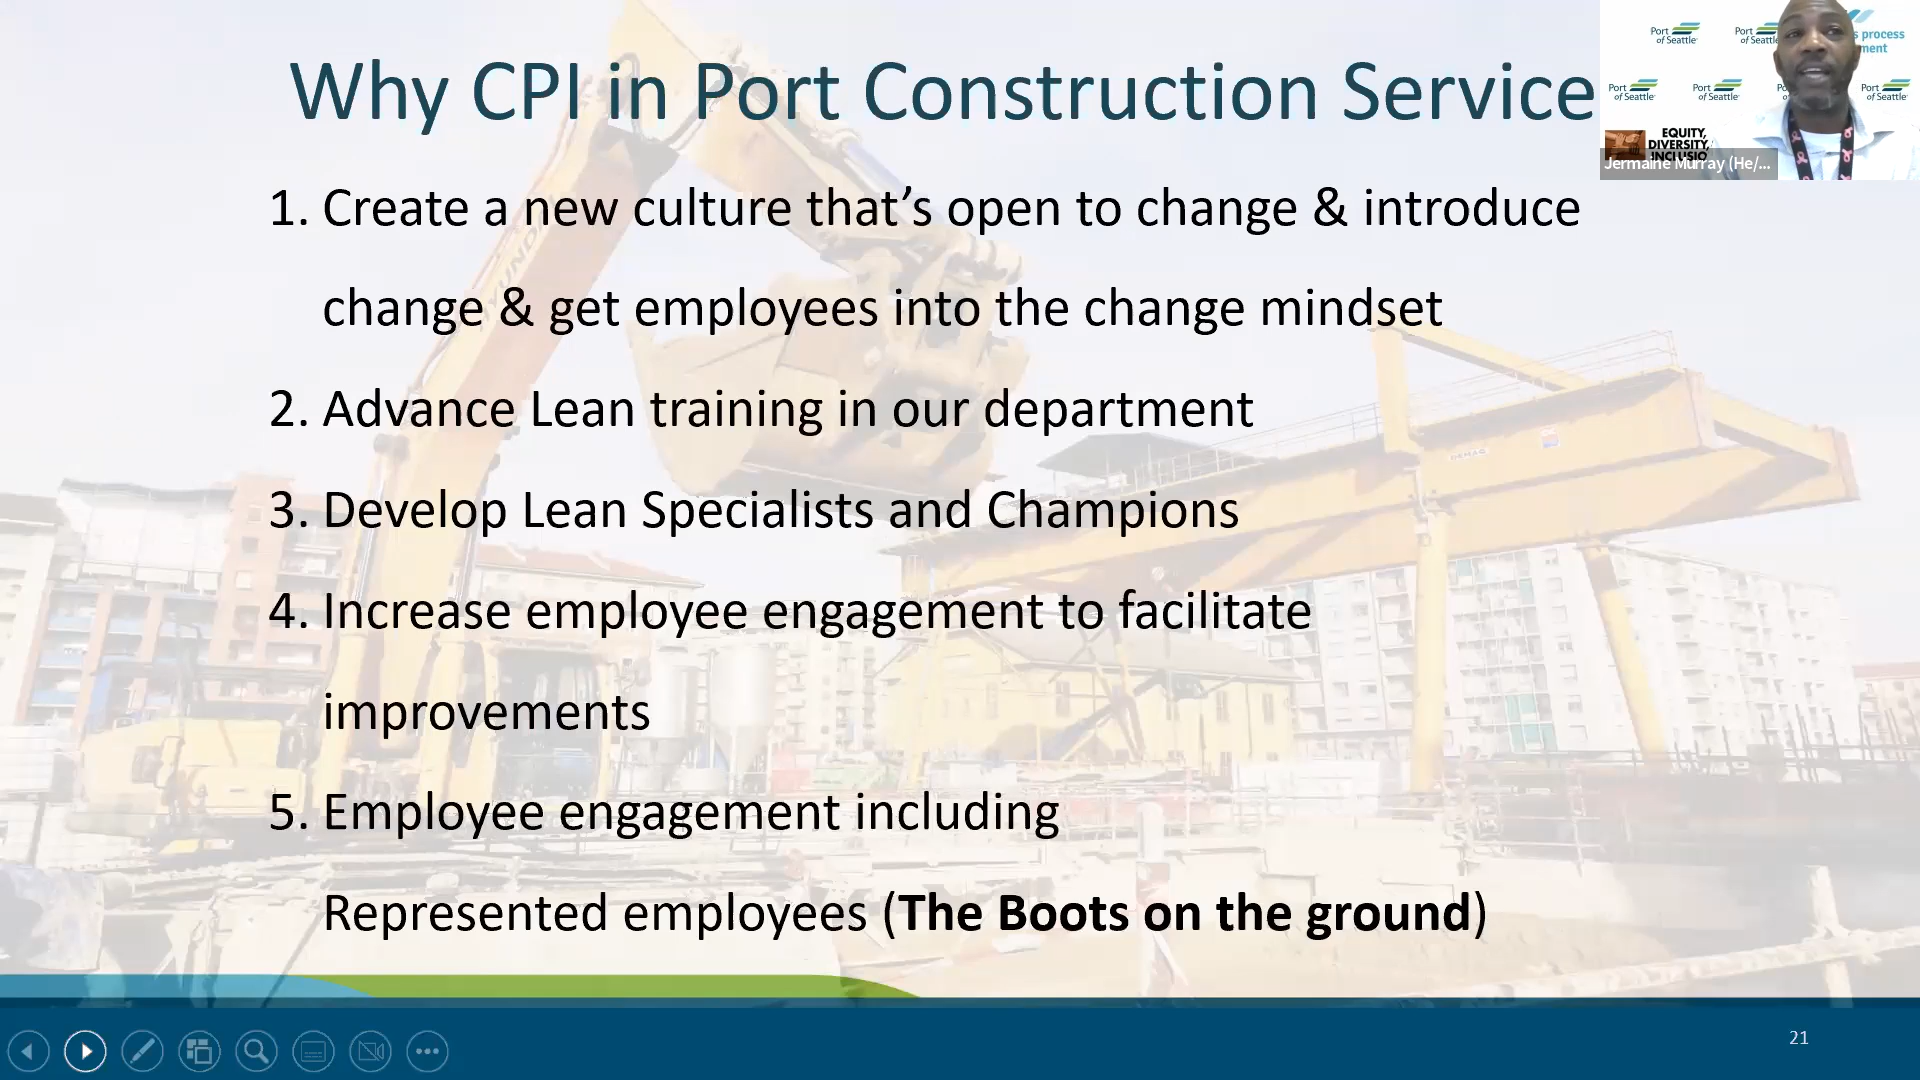 Why CPI in Port Construction Service
1. Create a new culture that’s open to change & introduce
change & get employees into the change mindset
2. Advance Lean training in our department
3. Develop Lean Specialists and Champions
4. Increase employee engagement to facilitate
improvements
5. Employee engagement including
Represented employees (The Boots on the ground)
21
Port
of Seattle
Port
of Seattle
process
ment
Port
of Seattle
Port
of Seattle
Port
of Seattle
EQUITY,
DIVERSITY,
INCLUSIO
Jermaine Murray (He/...